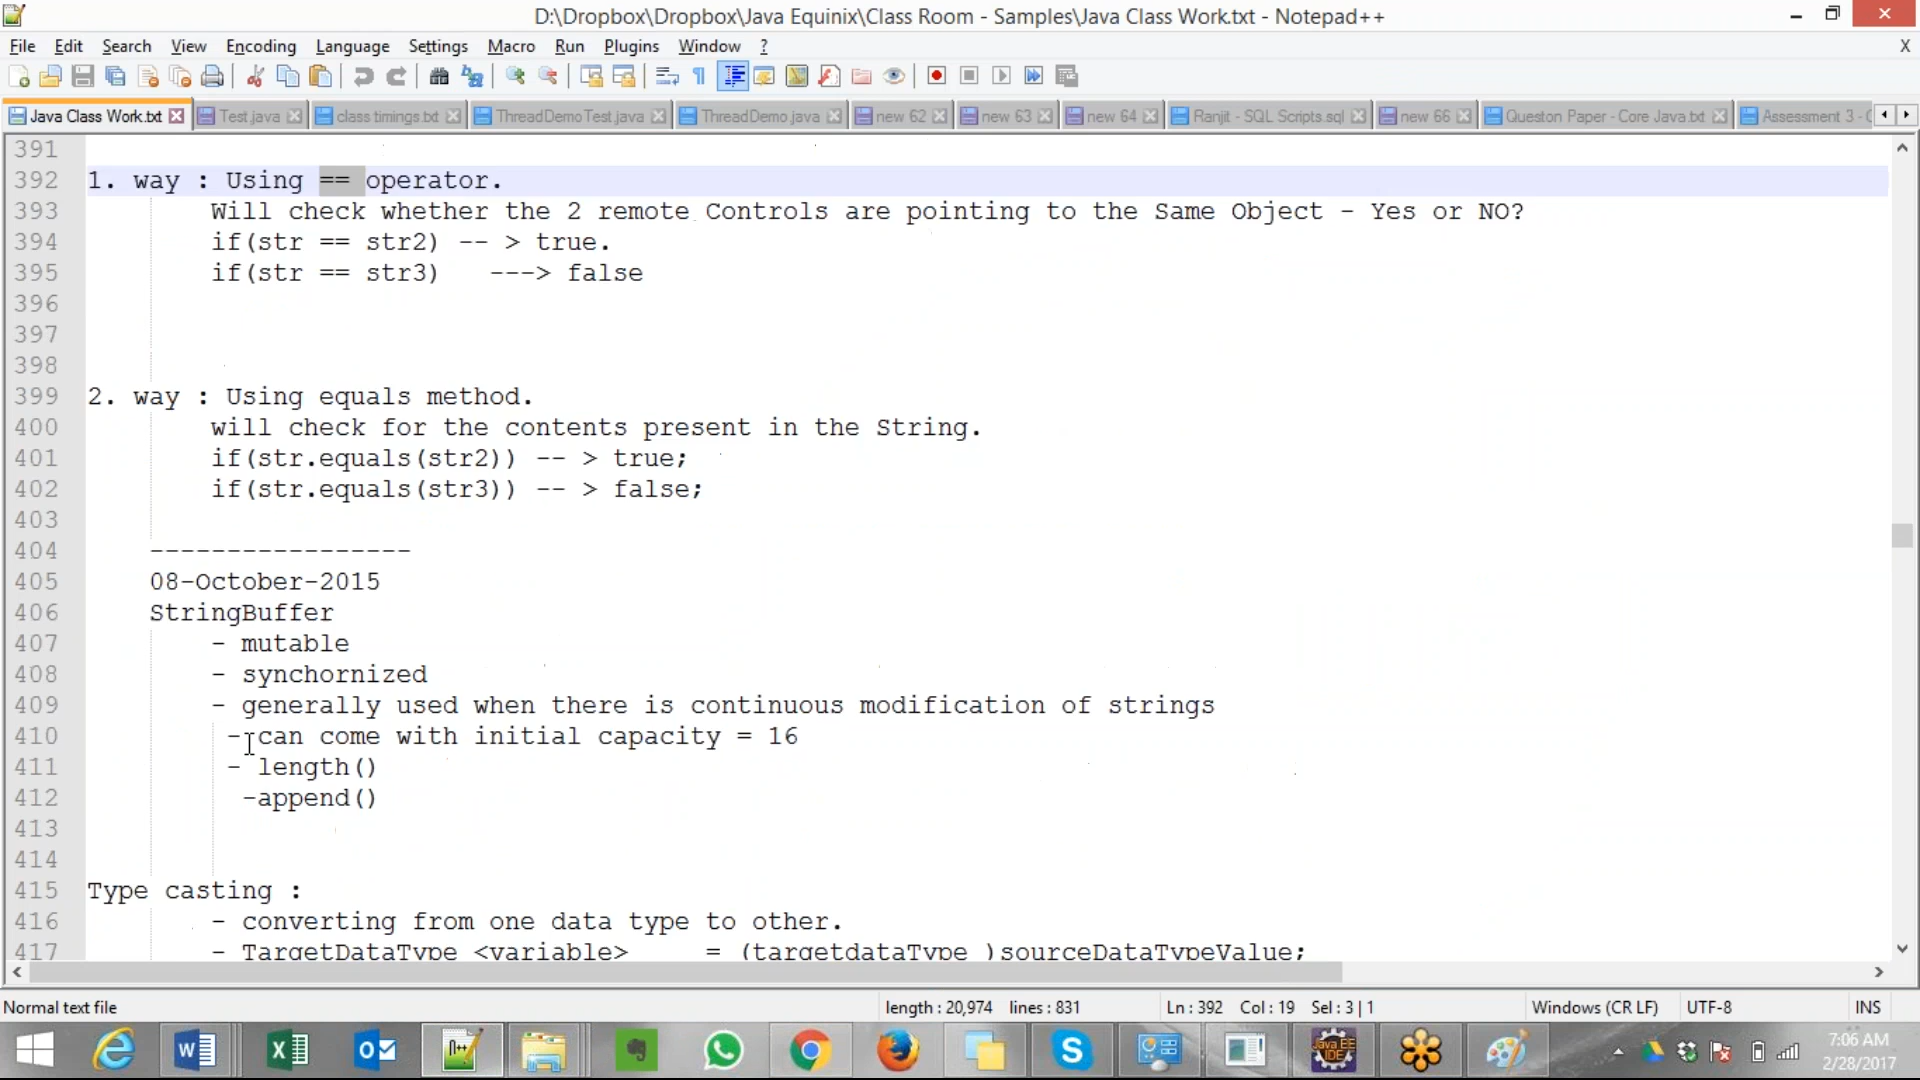 D:\Dropbox\Dropbox\Java Equinix\Class Room - Samples\Java Class Work.txt - Notepad++
File Edit Search View Encoding Language Settings Macro Run Plugins Window ? X
Java Class Work.txt Test.java class timings.txt ThreadDemoTest.java ThreadDemo.java new 62 new 63 new 64 Ranjit - SQL Scripts.sql new 66 Queston Paper - Core Java.txt Assessment 3 - C
391
392 1. way : Using == operator.
393 Will check whether the 2 remote Controls are pointing to the Same Object - Yes or NO?
394 if(str == str2) -- > true.
395 if(str == str3) ---> false
396
397
398
399 2. way : Using equals method.
400 will check for the contents present in the String.
401 if(str.equals(str2)) -- > true;
402 if(str.equals(str3)) -- > false;
403
404 -----------------
405 08-October-2015
406 StringBuffer
407 - mutable
408 - synchornized
409 - generally used when there is continuous modification of strings
410 - can come with initial capacity = 16
411 - length()
412 -append()
413
414
415 Type casting :
416 - converting from one data type to other.
417 - TargetDataType <variable> = (targetdataType )sourceDataTypeValue;
Normal text file length : 20,974 lines : 831 Ln : 392 Col : 19 Sel : 3 | 1 Windows (CR LF) UTF-8 INS
7:06 AM
2/28/2017